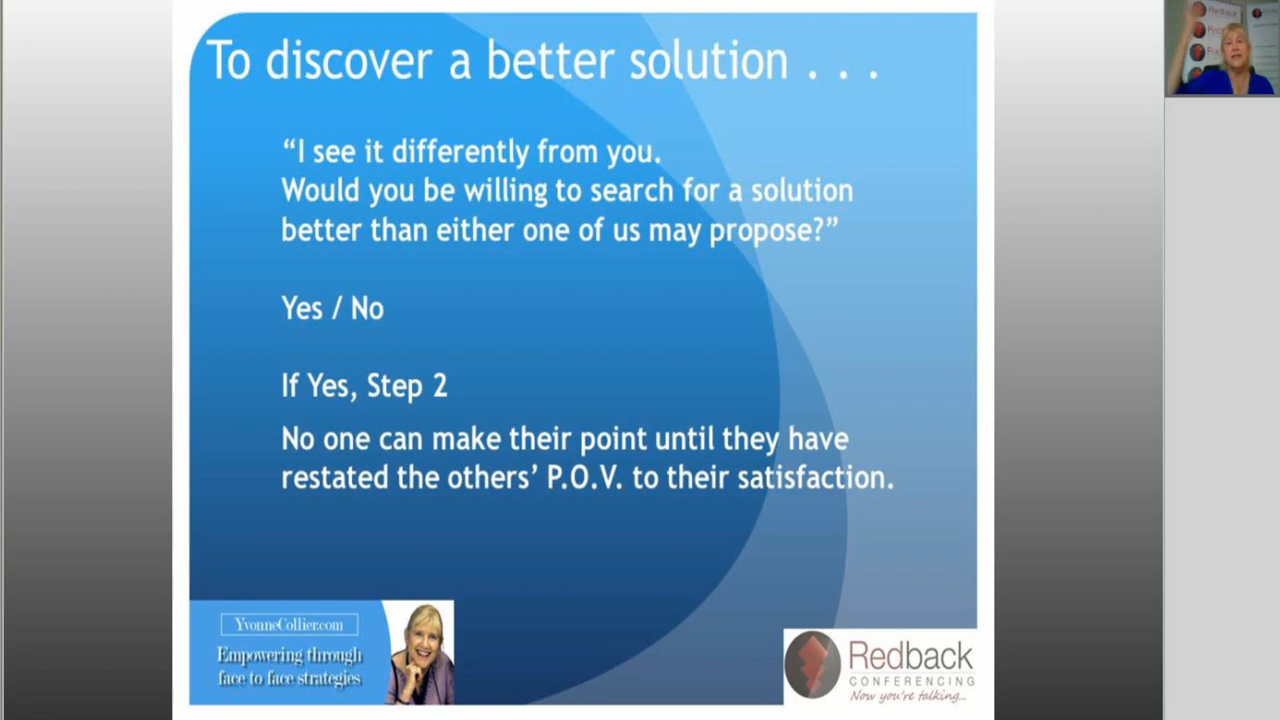 To discover a better solution . . .
“I see it differently from you.
Would you be willing to search for a solution
better than either one of us may propose?”
Yes / No
If Yes, Step 2
No one can make their point until they have
restated the others’ P.O.V. to their satisfaction.
YvonneCollier.com
Empowering through
face to face strategies
Redback
CONFERENCING
Now you're talking...
Redback